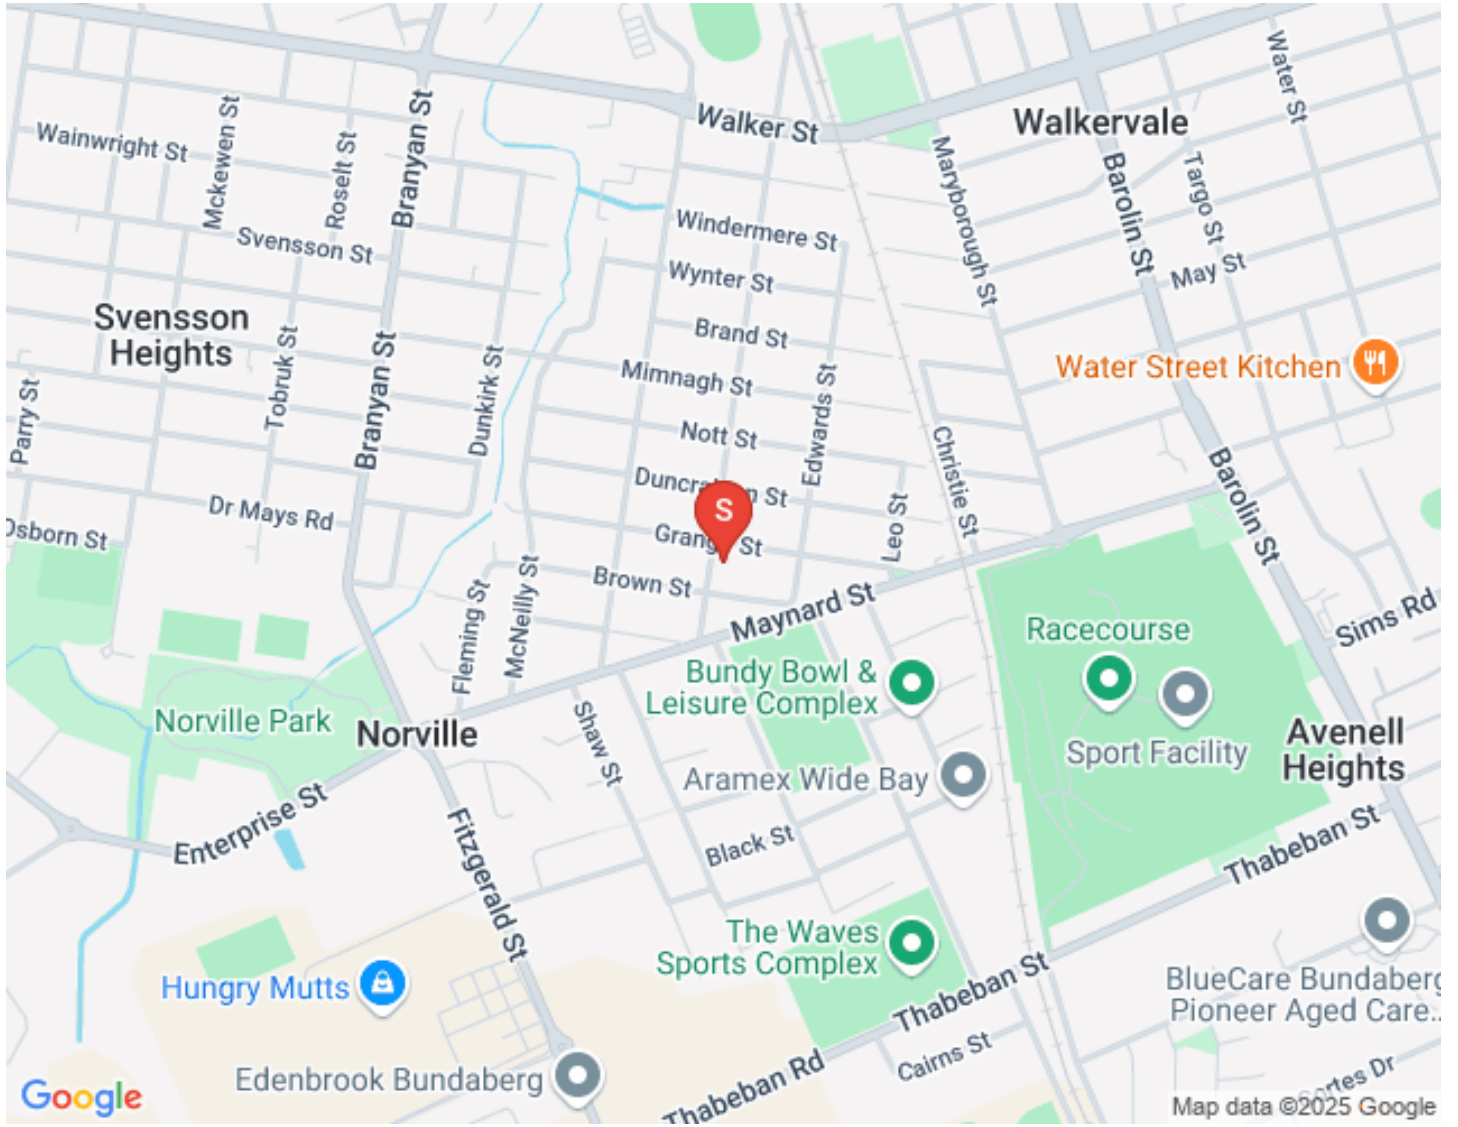 Walker St
Walkervale
Water St
Wainwright St
Mckewen St
Roselt St
Branyan St
Maryborough St
Barolin St
Targo St
Windermere St
Svensson St
Wynter St
May St
Svensson
Heights
Brand St
Tobruk St
Branyan St
Dunkirk St
Mimnagh St
Edwards St
Water Street Kitchen
Parry St
Nott St
Christie St
Barolin St
Dr Mays Rd
S
Leo St
Osborn St
Brown St
Maynard St
Fleming St
McNeilly St
Racecourse
Sims Rd
Bundy Bowl &
Leisure Complex
Norville Park
Norville
Shaw St
Sport Facility
Avenell
Heights
Aramex Wide Bay
Enterprise St
Fitzgerald St
Black St
Thabeban St
The Waves
Sports Complex
Hungry Mutts
Thabeban St
BlueCare Bundaberg
Pioneer Aged Care..
Cairns St
Edenbrook Bundaberg
Thabeban Rd
Google
Map data ©2025 Google